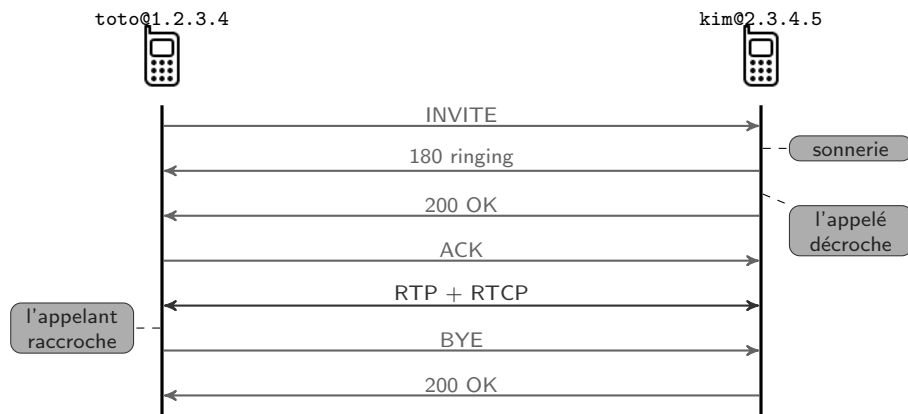 toto@1.2.3.4
kim@2.3.4.5
INVITE
sonnerie
180 ringing
200 OK
l'appelé
décroche
ACK
RTP + RTCP
l'appelant
raccroche
BYE
200 OK